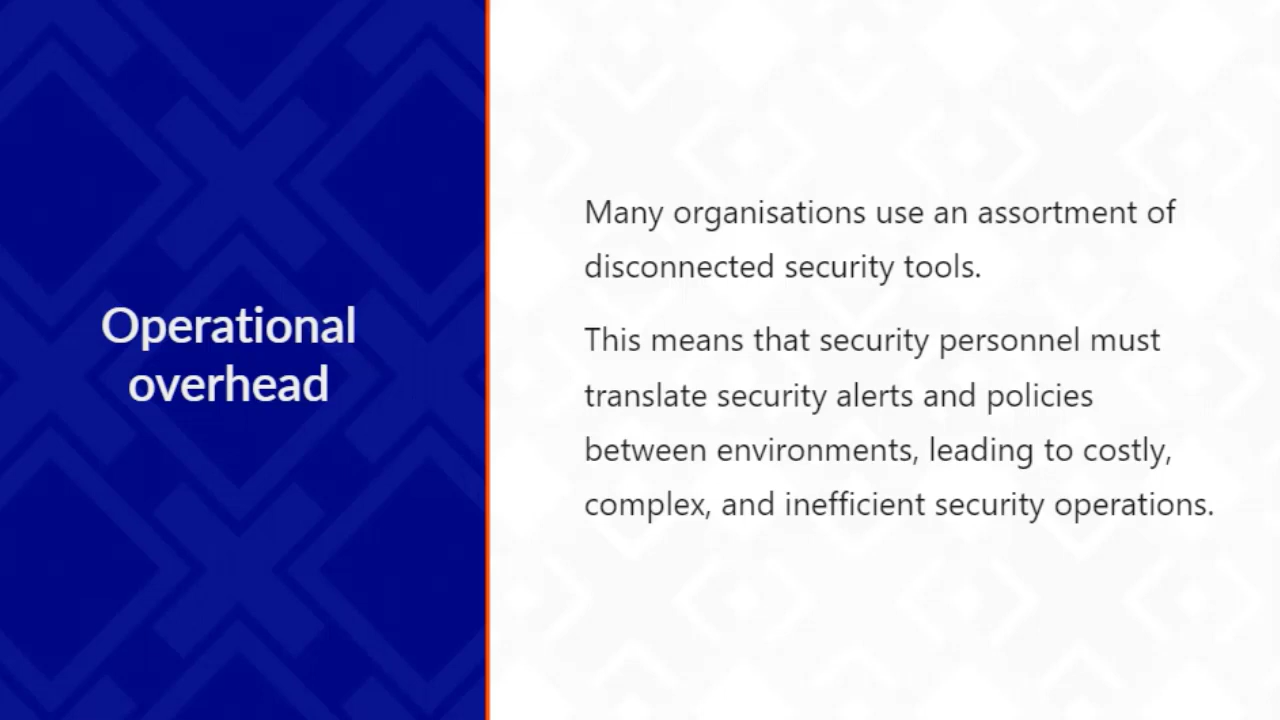 Operational
overhead
Many organisations use an assortment of
disconnected security tools.
This means that security personnel must
translate security alerts and policies
between environments, leading to costly,
complex, and inefficient security operations.